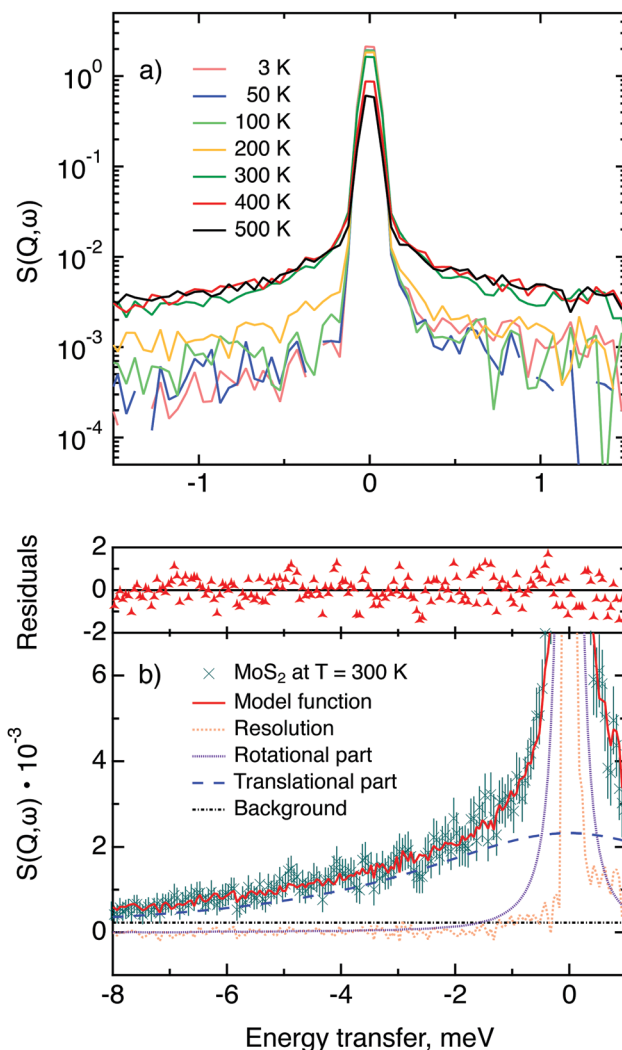 a)
3 K
50 K
100 K
200 K
300 K
400 K
500 K
S(Q,ω)
10⁰
10⁻¹
10⁻²
10⁻³
10⁻⁴
-1
0
1
Residuals
2
0
-2
b)
MoS₂ at T = 300 K
Model function
Resolution
Rotational part
Translational part
Background
S(Q,ω) • 10⁻³
6
4
2
0
-8
-6
-4
-2
0
Energy transfer, meV